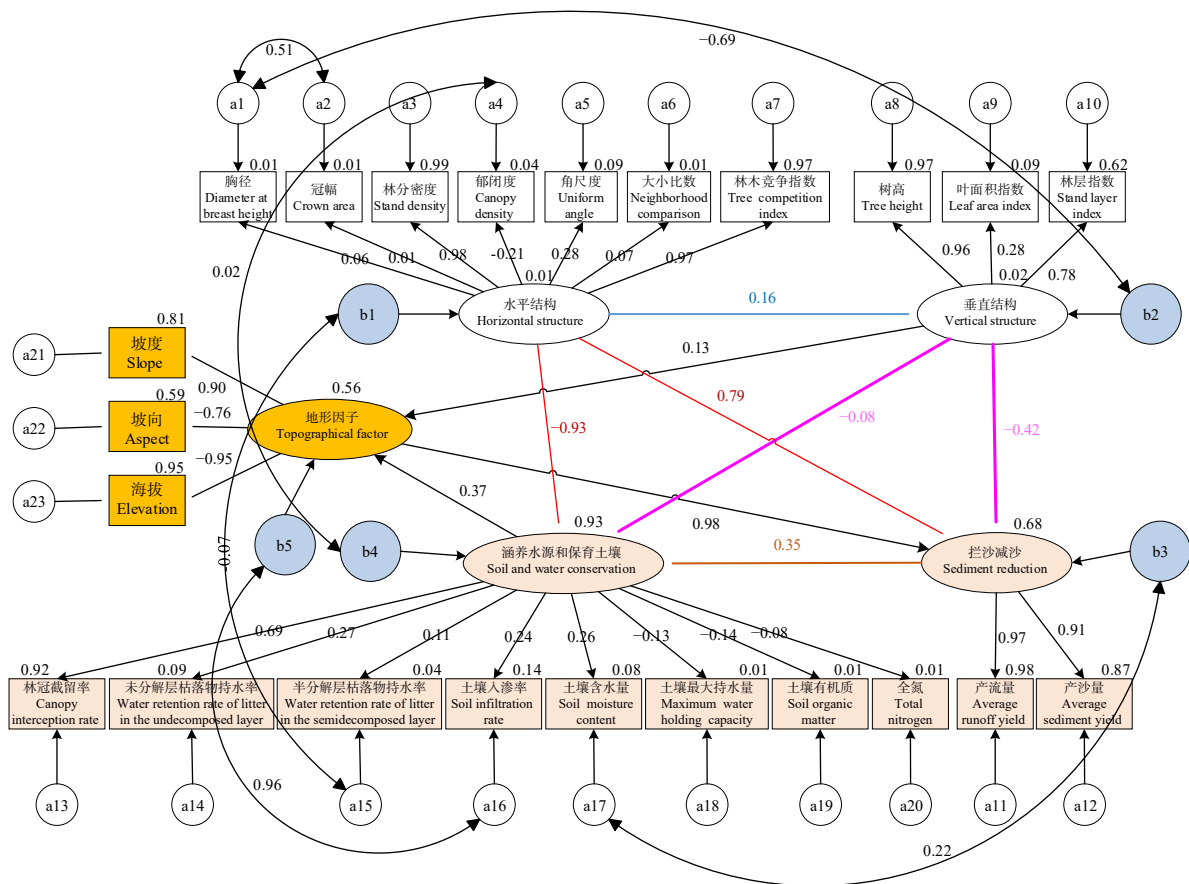 −0.69
0.51
a1
a2
a3
a4
a5
a6
a7
a8
a9
a10
0.01
0.01
0.99
0.04
0.09
0.01
0.97
0.97
0.09
0.62
胸径
Diameter at
breast height
冠幅
Crown area
林分密度
Stand density
郁闭度
Canopy
density
角尺度
Uniform
angle
大小比数
Neighborhood
comparison
林木竞争指数
Tree competition
index
树高
Tree height
叶面积指数
Leaf area index
林层指数
Stand layer
index
0.06
0.01
0.98
-0.21
0.28
0.07
0.97
0.96
0.28
0.78
0.02
0.01
0.02
b1
水平结构
Horizontal structure
0.16
垂直结构
Vertical structure
b2
0.81
a21
坡度
Slope
0.90
0.13
0.59
a22
坡向
Aspect
−0.76
0.56
地形因子
Topographical factor
0.79
−0.93
−0.08
−0.42
0.95
a23
海拔
Elevation
−0.95
0.37
0.98
b5
b4
0.93
涵养水源和保育土壤
Soil and water conservation
0.35
0.68
拦沙减沙
Sediment reduction
b3
-0.07
0.69
0.27
0.11
0.24
0.26
−0.13
−0.14
−0.08
0.97
0.91
0.92
0.09
0.04
0.14
0.08
0.01
0.01
0.01
0.98
0.87
林冠截留率
Canopy
interception rate
未分解层枯落物持水率
Water retention rate of litter
in the undecomposed layer
半分解层枯落物持水率
Water retention rate of litter
in the semidecomposed layer
土壤入渗率
Soil infiltration
rate
土壤含水量
Soil moisture
content
土壤最大持水量
Maximum water
holding capacity
土壤有机质
Soil organic
matter
全氮
Total
nitrogen
产流量
Average
runoff yield
产沙量
Average
sediment yield
0.96
a13
a14
a15
a16
a17
a18
a19
a20
a11
a12
0.22